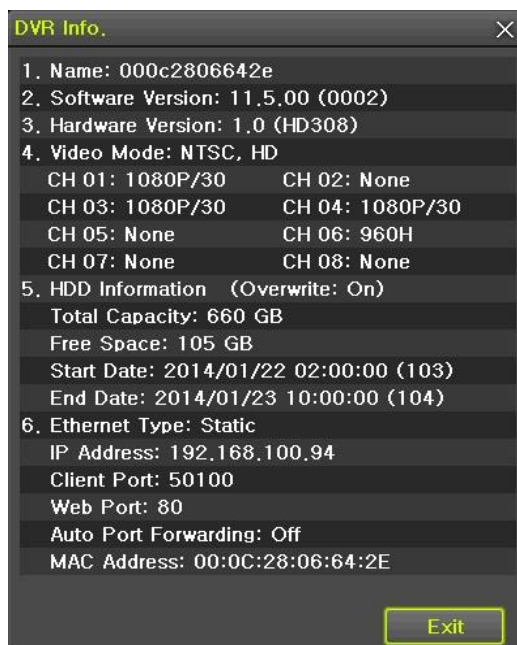 DVR Info.
1. Name: 000c2806642e
2. Software Version: 11.5.00 (0002)
3. Hardware Version: 1.0 (HD308)
4. Video Mode: NTSC, HD
CH 01: 1080P/30 CH 02: None
CH 03: 1080P/30 CH 04: 1080P/30
CH 05: None CH 06: 960H
CH 07: None CH 08: None
5. HDD Information (Overwrite: On)
Total Capacity: 660 GB
Free Space: 105 GB
Start Date: 2014/01/22 02:00:00 (103)
End Date: 2014/01/23 10:00:00 (104)
6. Ethernet Type: Static
IP Address: 192.168.100.94
Client Port: 50100
Web Port: 80
Auto Port Forwarding: Off
MAC Address: 00:0C:28:06:64:2E
Exit